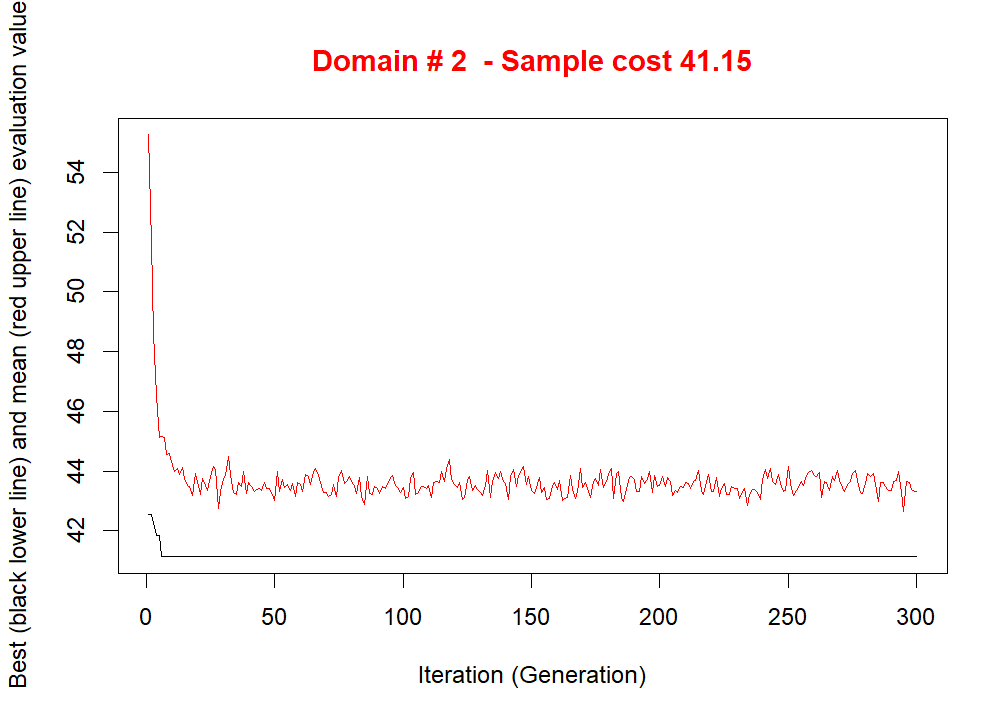 Domain # 2 - Sample cost 41.15
Best (black lower line) and mean (red upper line) evaluation value
54
52
50
48
46
44
42
0 50 100 150 200 250 300
Iteration (Generation)